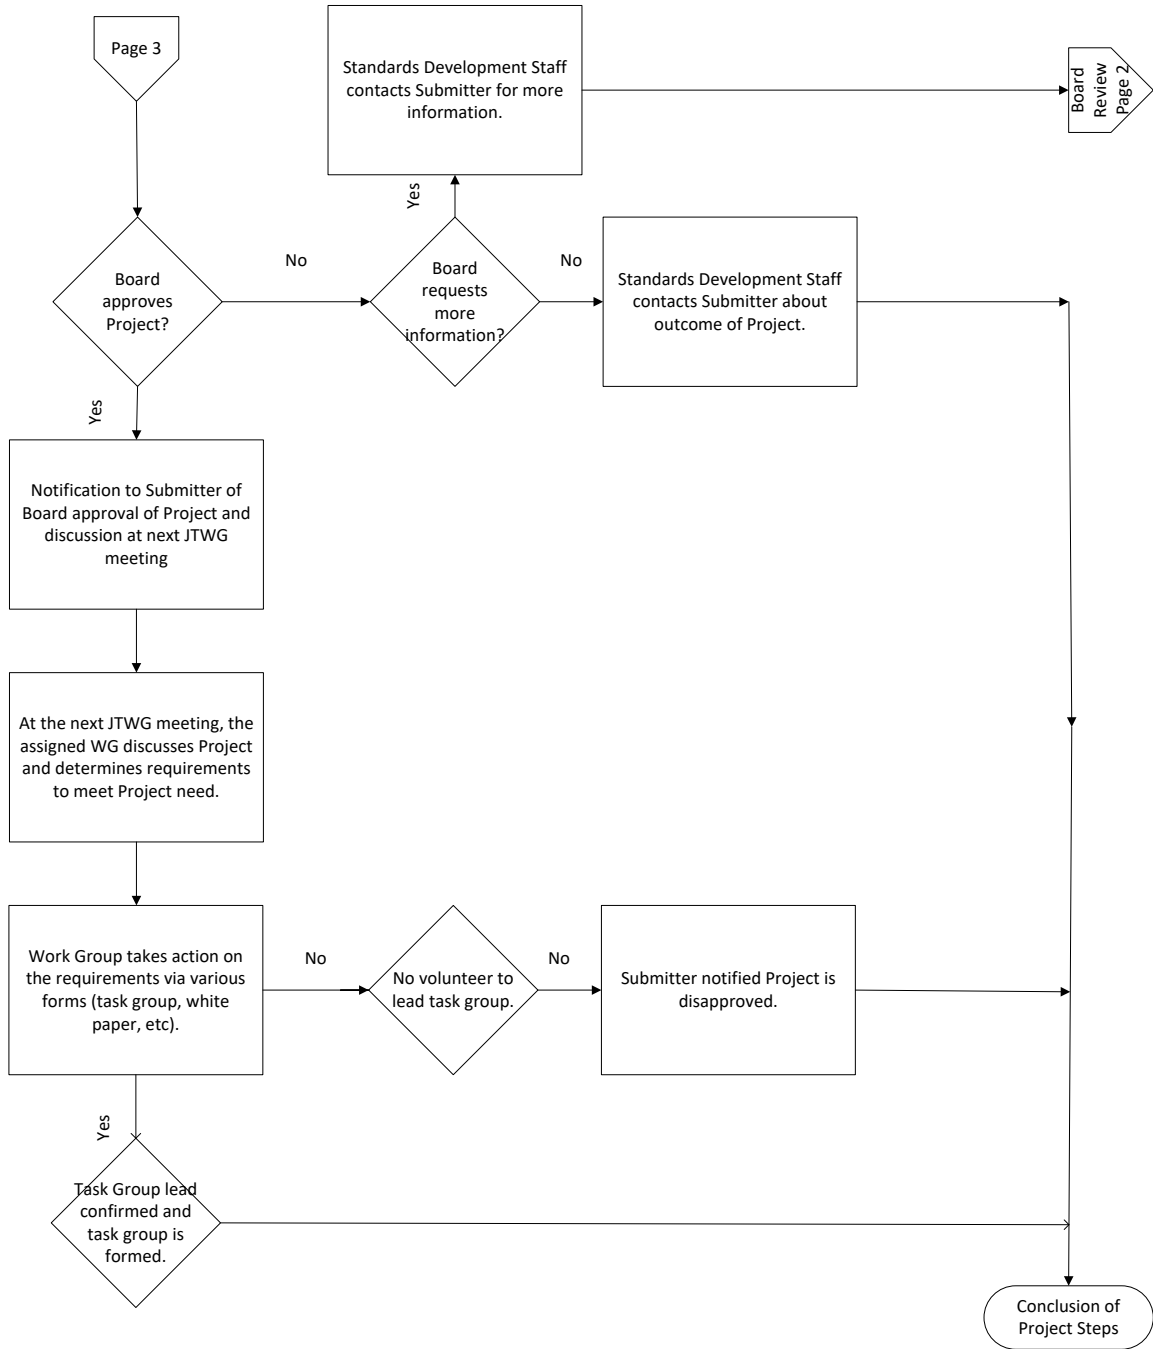 Page 3
Standards Development Staff
contacts Submitter for more
information.
Board
Review
Page 2
Yes
Board
approves
Project?
No
Board
requests
more
information?
No
Standards Development Staff
contacts Submitter about
outcome of Project.
Yes
Notification to Submitter of
Board approval of Project and
discussion at next JTWG
meeting
At the next JTWG meeting, the
assigned WG discusses Project
and determines requirements
to meet Project need.
Work Group takes action on
the requirements via various
forms (task group, white
paper, etc).
No
No volunteer to
lead task group.
No
Submitter notified Project is
disapproved.
Yes
Task Group lead
confirmed and
task group is
formed.
Conclusion of
Project Steps